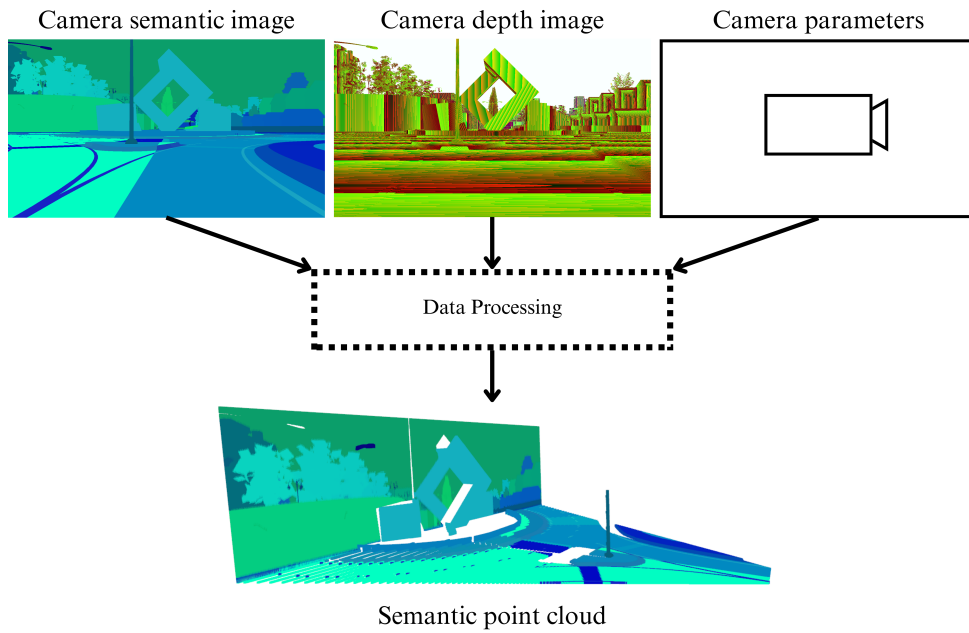 Camera semantic image
Camera depth image
Camera parameters
Data Processing
Semantic point cloud